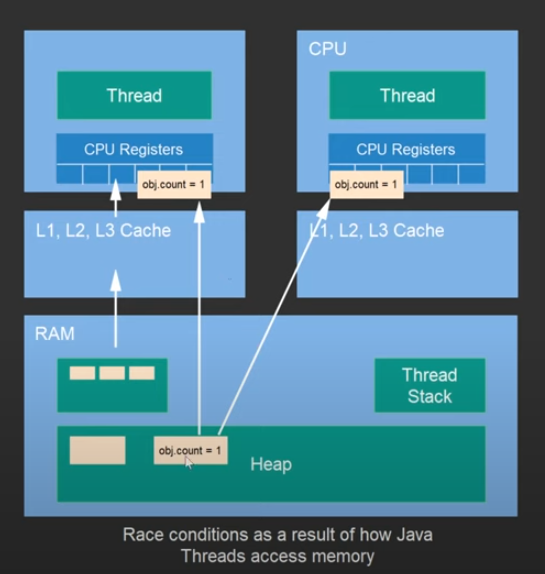 CPU
Thread
Thread
CPU Registers
CPU Registers
obj.count = 1
obj.count = 1
L1, L2, L3 Cache
L1, L2, L3 Cache
RAM
Thread
Stack
obj.count = 1
Heap
Race conditions as a result of how Java
Threads access memory